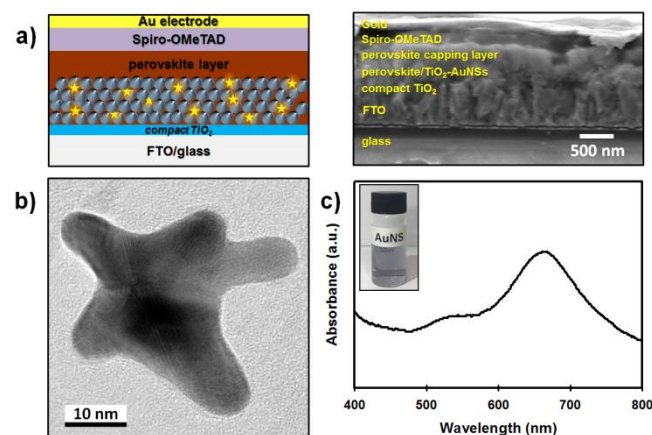 a)
Au electrode
Spiro-OMeTAD
perovskite layer
compact TiO₂
FTO/glass
Gold
Spiro-OMeTAD
perovskite capping layer
perovskite/TiO₂-AuNSs
compact TiO₂
FTO
glass
500 nm
b)
10 nm
c)
AuNS
Absorbance (a.u.)
400 500 600 700 800
Wavelength (nm)